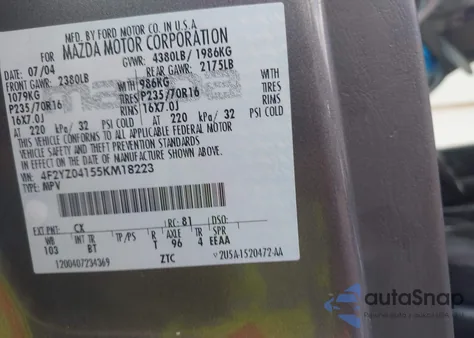 MFD. BY FORD MOTOR CO. IN U.S.A.
MAZDA MOTOR CORPORATION
DATE: 07/04 GVWR: 4380LB/ 1986KG
FRONT GAWR: 2380LB REAR GAWR: 2175LB
1079KG WITH 986KG WITH
P235/70R16 TIRES P235/70R16 TIRES
16X7.0J RIMS 16X7.0J RIMS
AT 220 kPa/ 32 PSI COLD AT 220 kPa/ 32 PSI COLD
THIS VEHICLE CONFORMS TO ALL APPLICABLE FEDERAL MOTOR
VEHICLE SAFETY AND THEFT PREVENTION STANDARDS
IN EFFECT ON THE DATE OF MANUFACTURE SHOWN ABOVE.
VIN: 4F2YZ04155KM18223
TYPE: MPV
EXT PNT: CX RC: 81 DSO:
WB INT TR TP/PS R AXLE TR SPR
103 BT T 96 4 EEAA
1200407234369 ZTC V2U5A-1S20472-AA
autoSnap